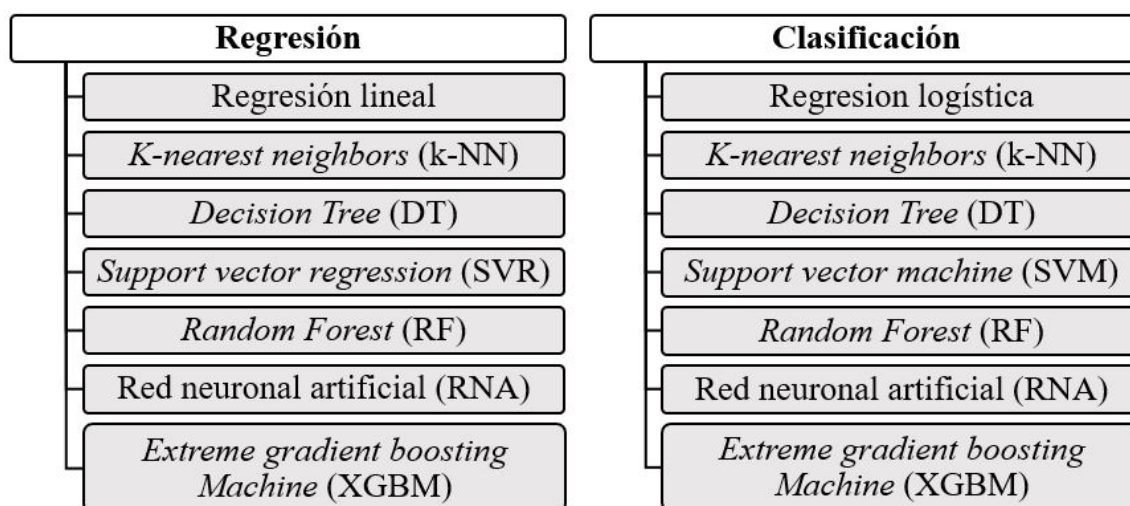 Regresión
Regresión lineal
K-nearest neighbors (k-NN)
Decision Tree (DT)
Support vector regression (SVR)
Random Forest (RF)
Red neuronal artificial (RNA)
Extreme gradient boosting
Machine (XGBM)
Clasificación
Regresion logística
K-nearest neighbors (k-NN)
Decision Tree (DT)
Support vector machine (SVM)
Random Forest (RF)
Red neuronal artificial (RNA)
Extreme gradient boosting
Machine (XGBM)